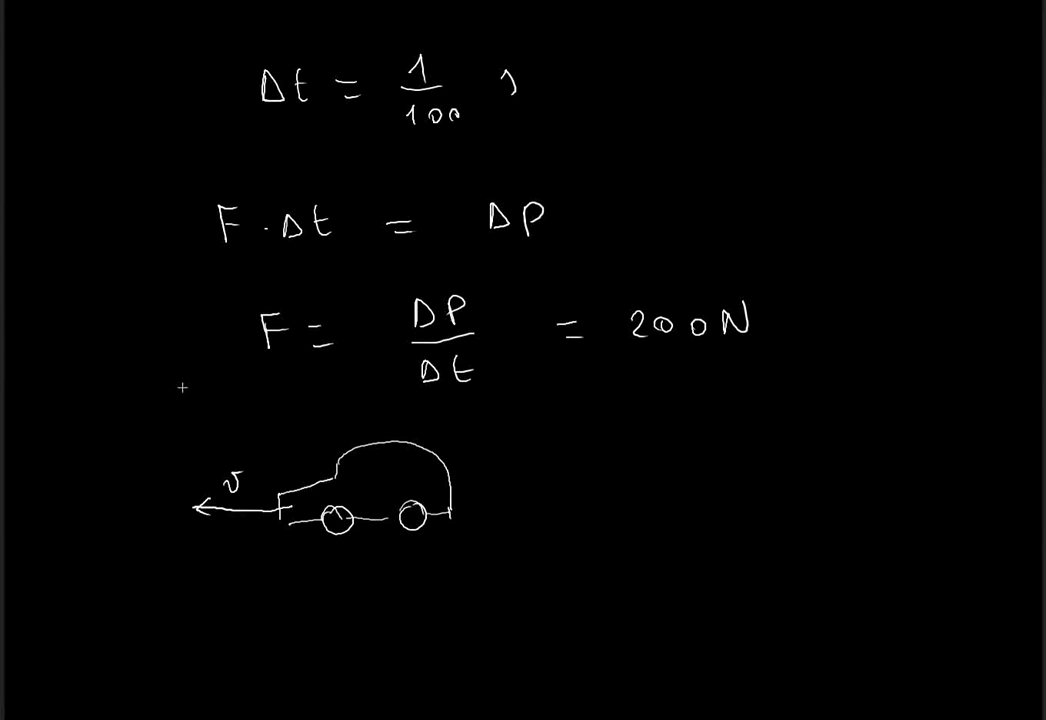 Δt = 1/100 s
F . Δt = ΔP
F = ΔP/Δt = 200N
v